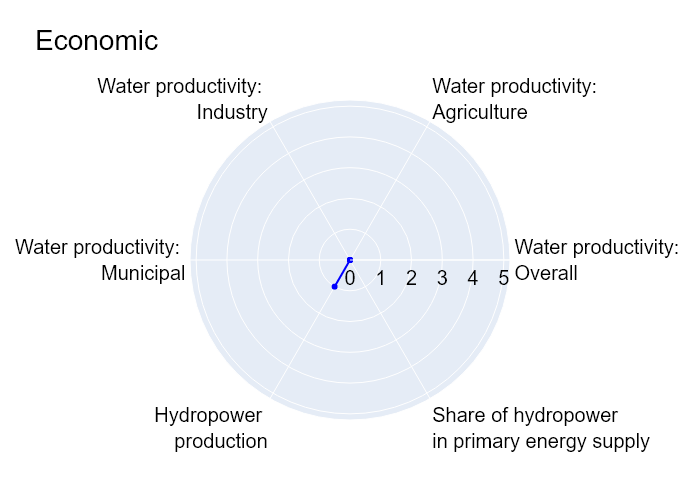 Economic
Water productivity:
Industry
Water productivity:
Agriculture
Water productivity:
Municipal
Water productivity:
Overall
0 1 2 3 4 5
Hydropower
production
Share of hydropower
in primary energy supply